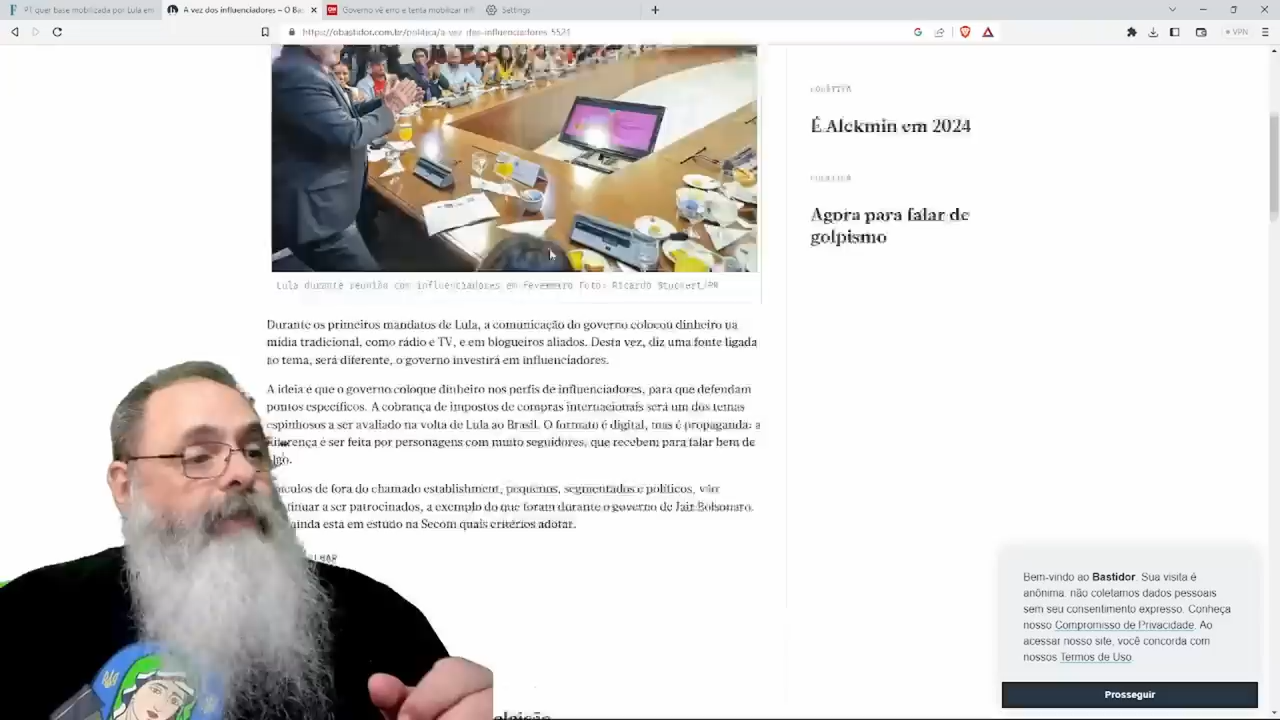 PT quer base mobilizada por Lula em
A vez dos influenciadores – O Bas
Governo vê erro e tenta mobilizar infl
Settings
https://obastidor.com.br/politica/a-vez-dos-influenciadores-5521
VPN
É Alckmin em 2024
Agora para falar de
golpismo
Lula durante reunião com influenciadores em fevereiro Foto: Ricardo Stuckert/PR
Durante os primeiros mandatos de Lula, a comunicação do governo colocou dinheiro na
mídia tradicional, como rádio e TV, e em blogueiros aliados. Desta vez, diz uma fonte ligada
ao tema, será diferente, o governo investirá em influenciadores.
A ideia é que o governo coloque dinheiro nos perfis de influenciadores, para que defendam
pontos específicos. A cobrança de impostos de compras internacionais será um dos temas
espinhosos a ser avaliado na volta de Lula ao Brasil. O formato é digital, mas é propaganda: a
diferença é ser feita por personagens com muito seguidores, que recebem para falar bem de
algo.
de fora do chamado establishment, pequenos, segmentados e políticos, vão
ser patrocinados, a exemplo do que foram durante o governo de Jair Bolsonaro.
ainda está em estudo na Secom quais critérios adotar.
LHAR
Bem-vindo ao Bastidor. Sua visita é
anônima. não coletamos dados pessoais
sem seu consentimento expresso. Conheça
nosso Compromisso de Privacidade. Ao
acessar nosso site, você concorda com
nossos Termos de Uso
Prosseguir